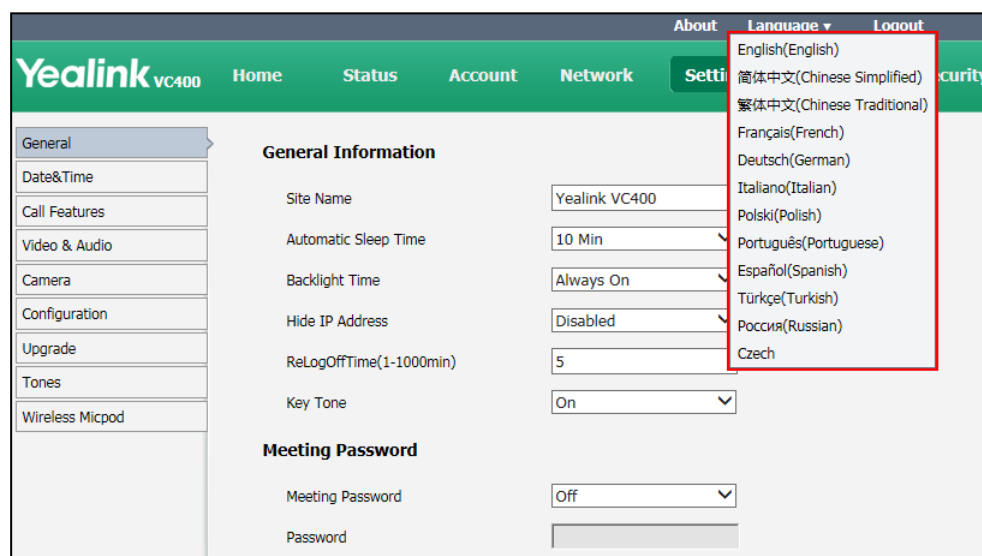 About Language ▾ Logout
Yealink VC400 Home Status Account Network
English(English)
简体中文(Chinese Simplified)
繁体中文(Chinese Traditional)
Français(French)
Deutsch(German)
Italiano(Italian)
Polski(Polish)
Português(Portuguese)
Español(Spanish)
Türkçe(Turkish)
Россия(Russian)
Czech
General
Date&Time
Call Features
Video & Audio
Camera
Configuration
Upgrade
Tones
Wireless Micpod
General Information
Site Name Yealink VC400
Automatic Sleep Time 10 Min
Backlight Time Always On
Hide IP Address Disabled
ReLogOffTime(1-1000min) 5
Key Tone On
Meeting Password
Meeting Password Off
Password